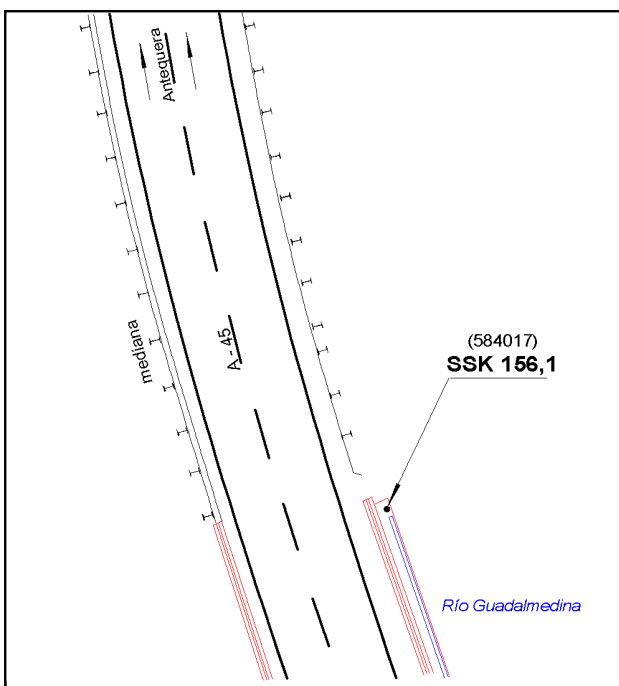 Antequera
mediana
A - 45
(584017)
SSK 156,1
Río Guadalmedina